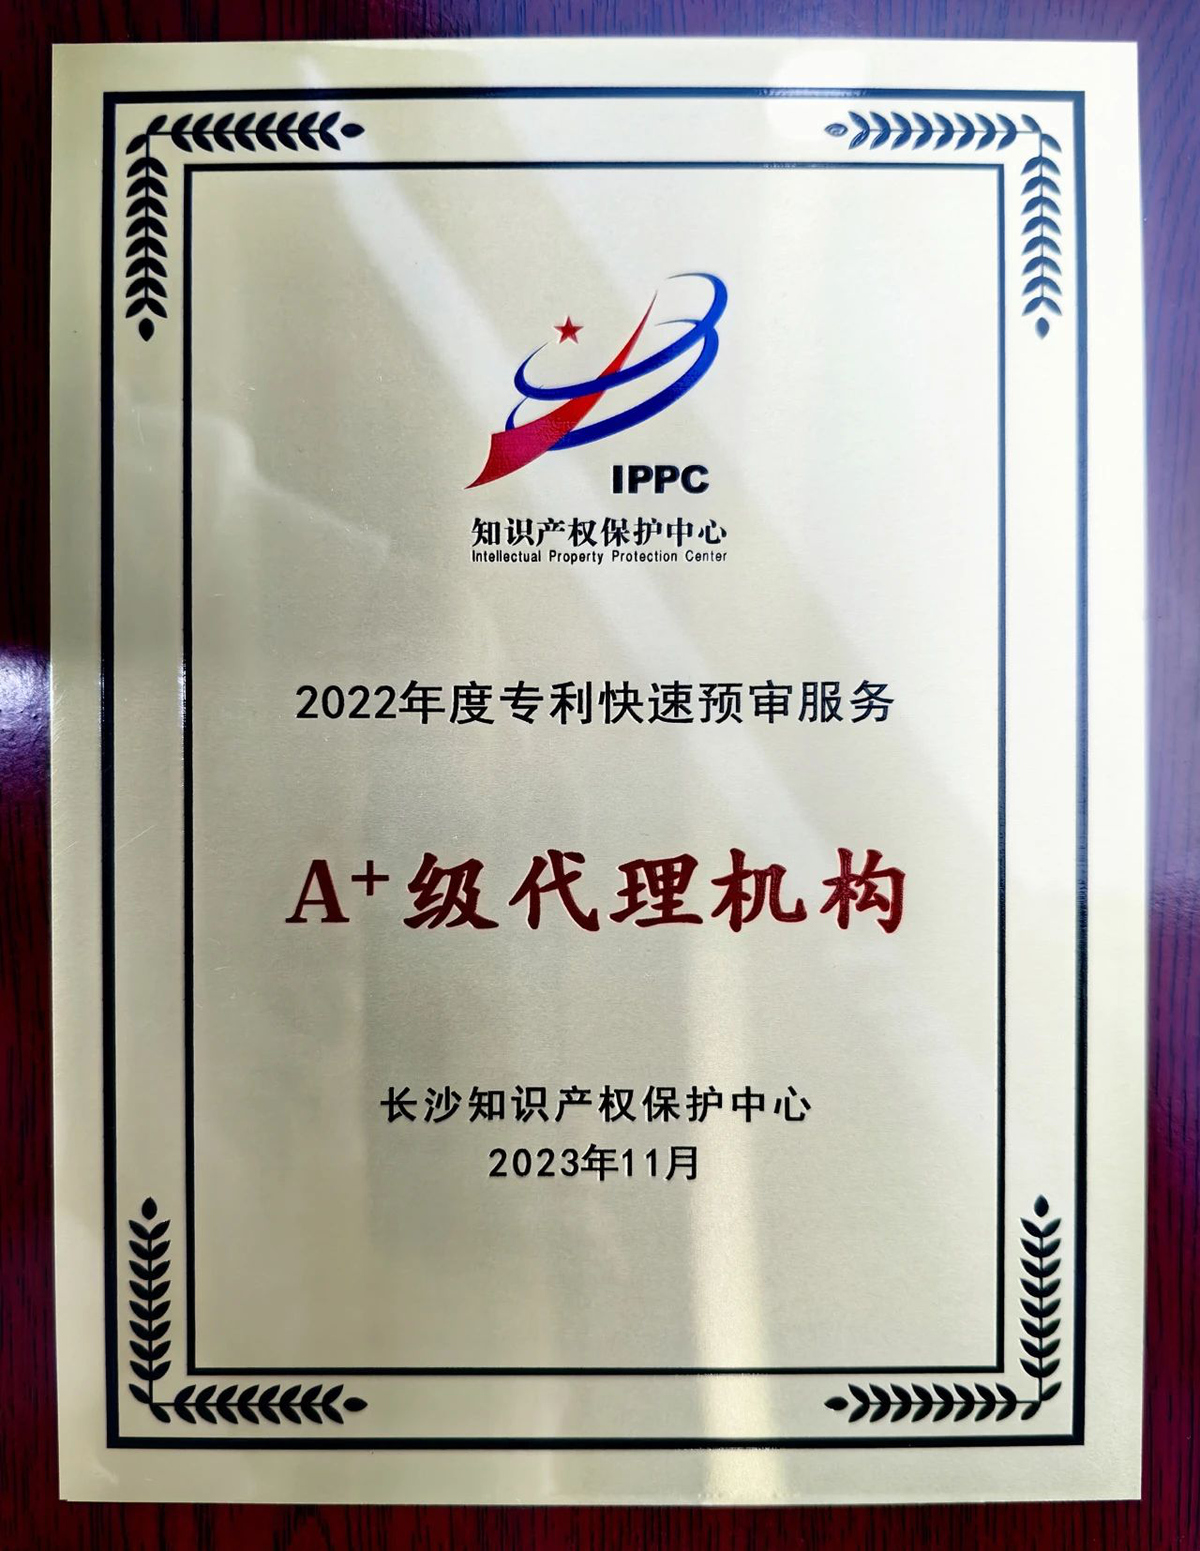 IPPC
知识产权保护中心
Intellectual Property Protection Center
2022年度专利快速预审服务
A⁺级代理机构
长沙知识产权保护中心
2023年11月